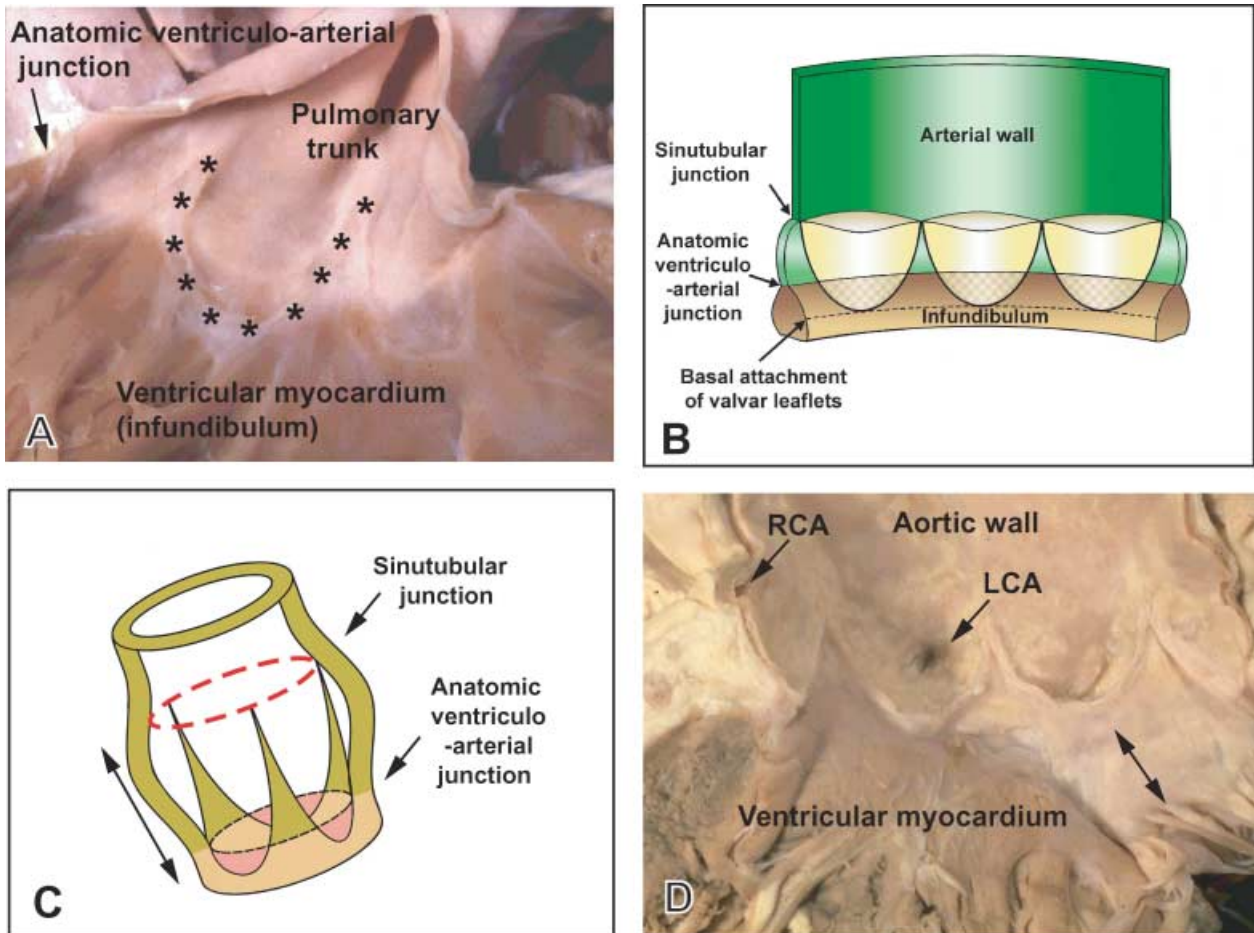 Anatomic ventriculo-arterial
junction
Pulmonary
trunk
* * * * * * * * * * *
Ventricular myocardium
(infundibulum)
A
Arterial wall
Sinutubular
junction
Anatomic
ventriculo
-arterial
junction
Infundibulum
Basal attachment
of valvar leaflets
B
Sinutubular
junction
Anatomic
ventriculo
-arterial
junction
C
RCA
Aortic wall
LCA
Ventricular myocardium
D